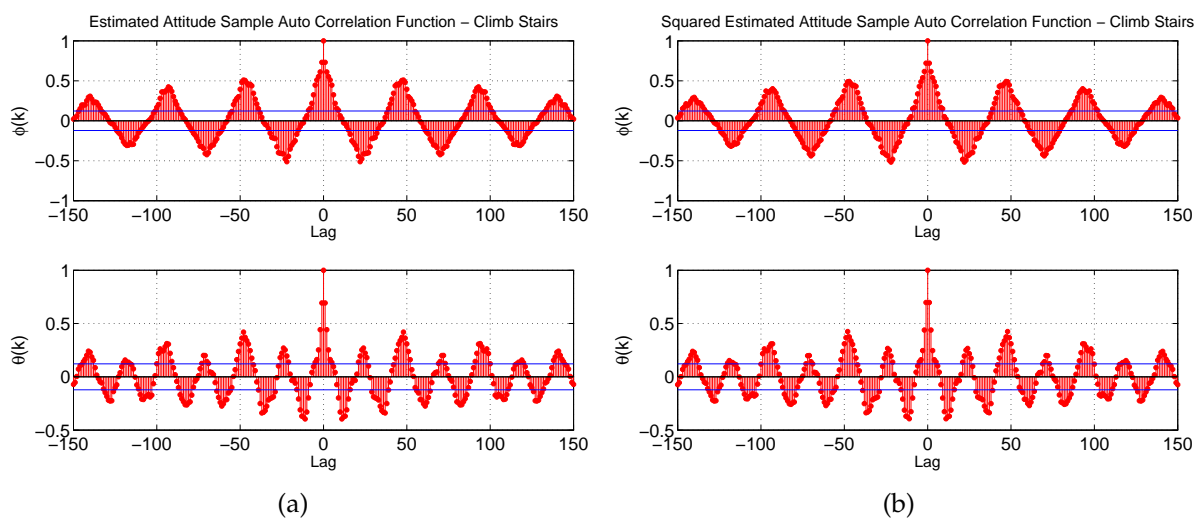 Estimated Attitude Sample Auto Correlation Function − Climb Stairs
1
0.5
0
−0.5
−1
ϕ(k)
−150 −100 −50 0 50 100 150
Lag
1
0.5
0
−0.5
θ(k)
−150 −100 −50 0 50 100 150
Lag
(a)
Squared Estimated Attitude Sample Auto Correlation Function − Climb Stairs
1
0.5
0
−0.5
1
ϕ(k)
−150 −100 −50 0 50 100 150
Lag
1
0.5
0
−0.5
θ(k)
−150 −100 −50 0 50 100 150
Lag
(b)